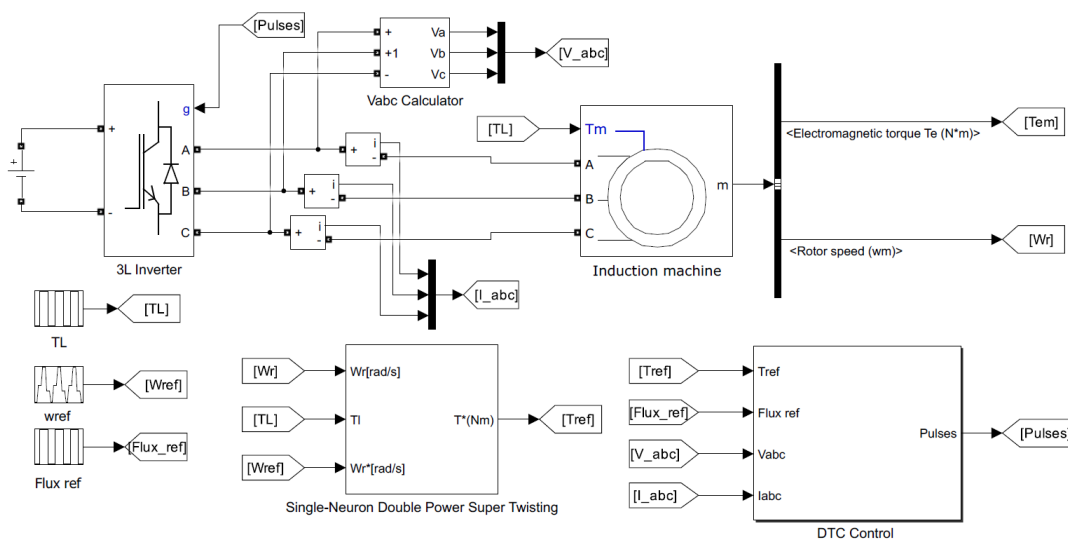 [Pulses]
+
+1
-
Va
Vb
Vc
Vabc Calculator
[V_abc]
+
+
-
g
A
B
C
3L Inverter
+
i
-
+
i
-
+
i
-
[I_abc]
[TL]
Tm
A
B
C
m
Induction machine
<Electromagnetic torque Te (N*m)>
[Tem]
<Rotor speed (wm)>
[Wr]
[TL]
TL
[Wref]
wref
[Flux_ref]
Flux ref
[Wr]
[TL]
[Wref]
Wr[rad/s]
Tl
Wr*[rad/s]
T*(Nm)
[Tref]
Single-Neuron Double Power Super Twisting
[Tref]
[Flux_ref]
[V_abc]
[I_abc]
Tref
Flux ref
Vabc
Iabc
Pulses
[Pulses]
DTC Control